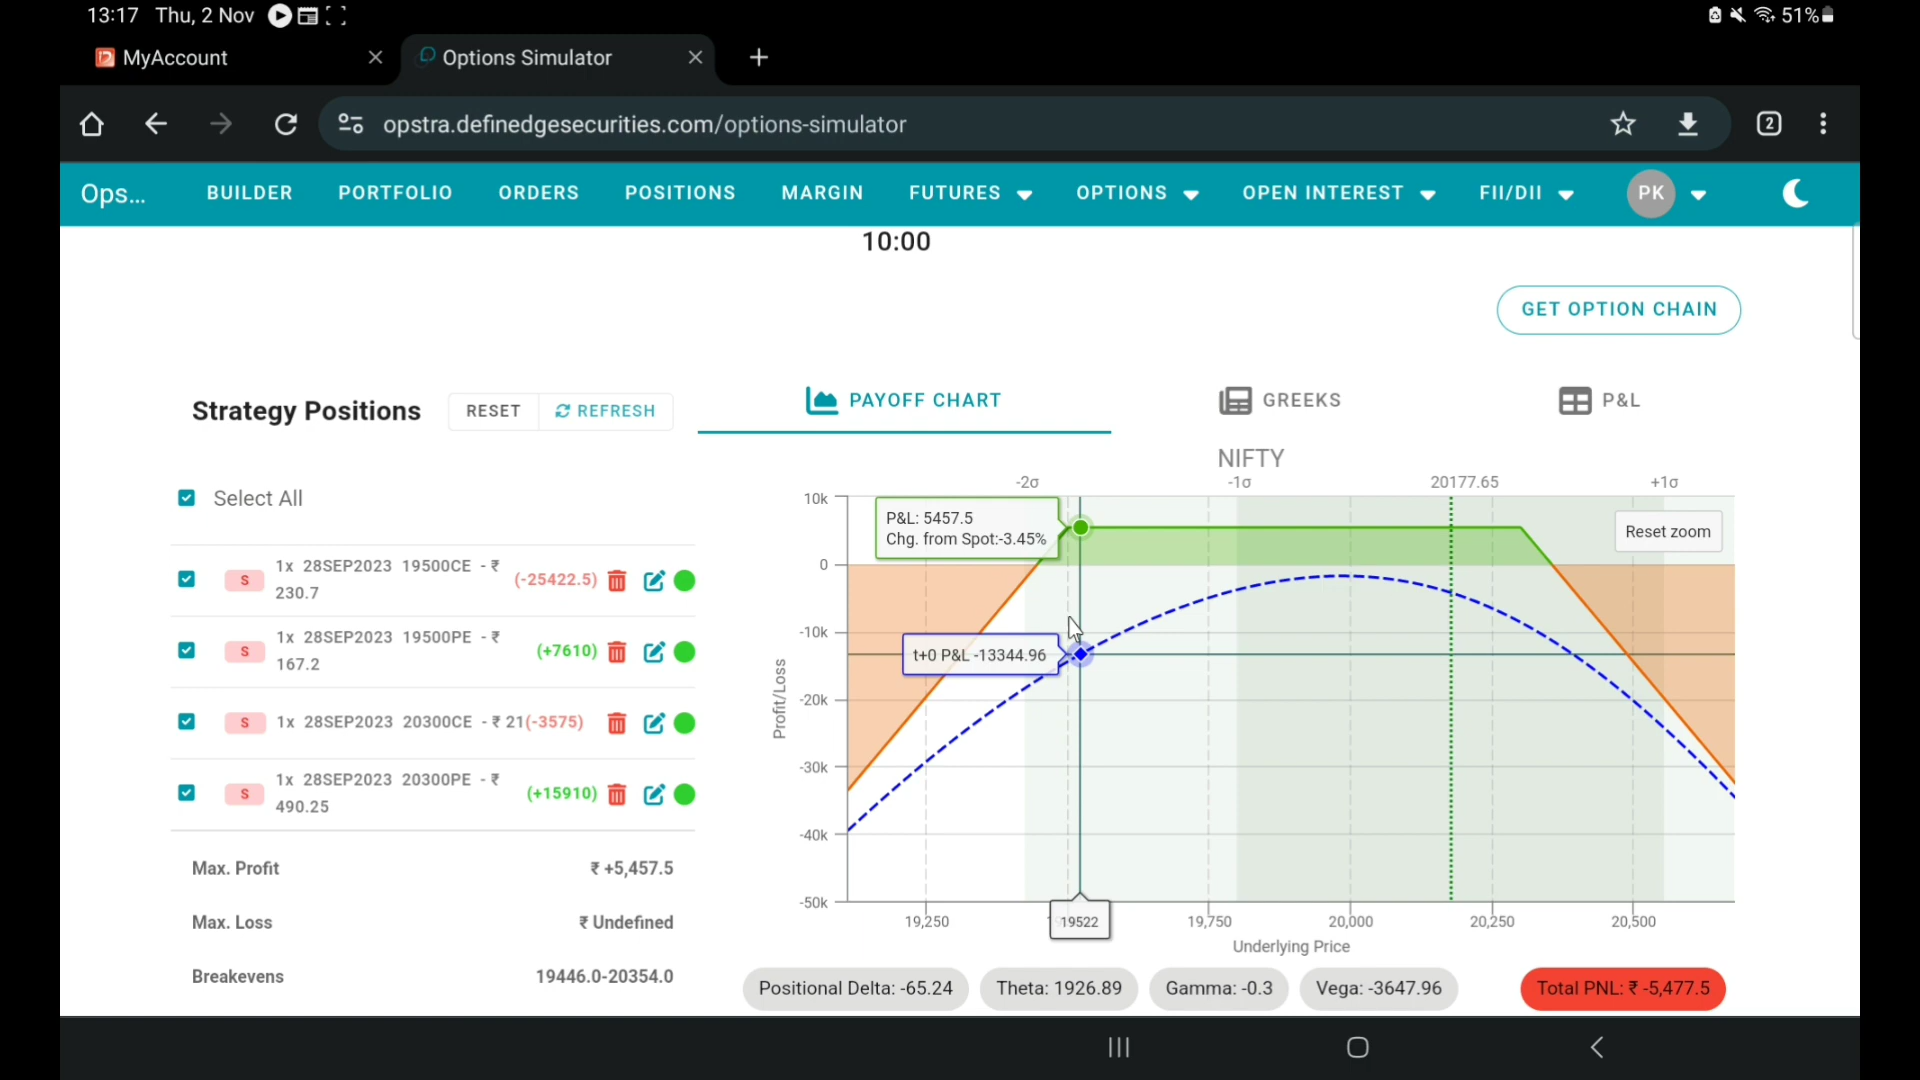 13:17 Thu, 2 Nov
51%
MyAccount
Options Simulator
opstra.definedgesecurities.com/options-simulator
2
Ops...
BUILDER
PORTFOLIO
ORDERS
POSITIONS
MARGIN
FUTURES
OPTIONS
OPEN INTEREST
FII/DII
PK
10:00
GET OPTION CHAIN
Strategy Positions
RESET
REFRESH
PAYOFF CHART
GREEKS
P&L
Select All
S
1x 28SEP2023 19500CE - ₹
230.7
(-25422.5)
S
1x 28SEP2023 19500PE - ₹
167.2
(+7610)
S
1x 28SEP2023 20300CE - ₹ 21(-3575)
S
1x 28SEP2023 20300PE - ₹
490.25
(+15910)
Max. Profit
₹ +5,457.5
Max. Loss
₹ Undefined
Breakevens
19446.0-20354.0
NIFTY
-2σ
-1σ
20177.65
+1σ
10k
0
-10k
-20k
-30k
-40k
-50k
Profit/Loss
P&L: 5457.5
Chg. from Spot:-3.45%
Reset zoom
t+0 P&L -13344.96
19,250
19522
19,750
20,000
20,250
20,500
Underlying Price
Positional Delta: -65.24
Theta: 1926.89
Gamma: -0.3
Vega: -3647.96
Total PNL: ₹ -5,477.5